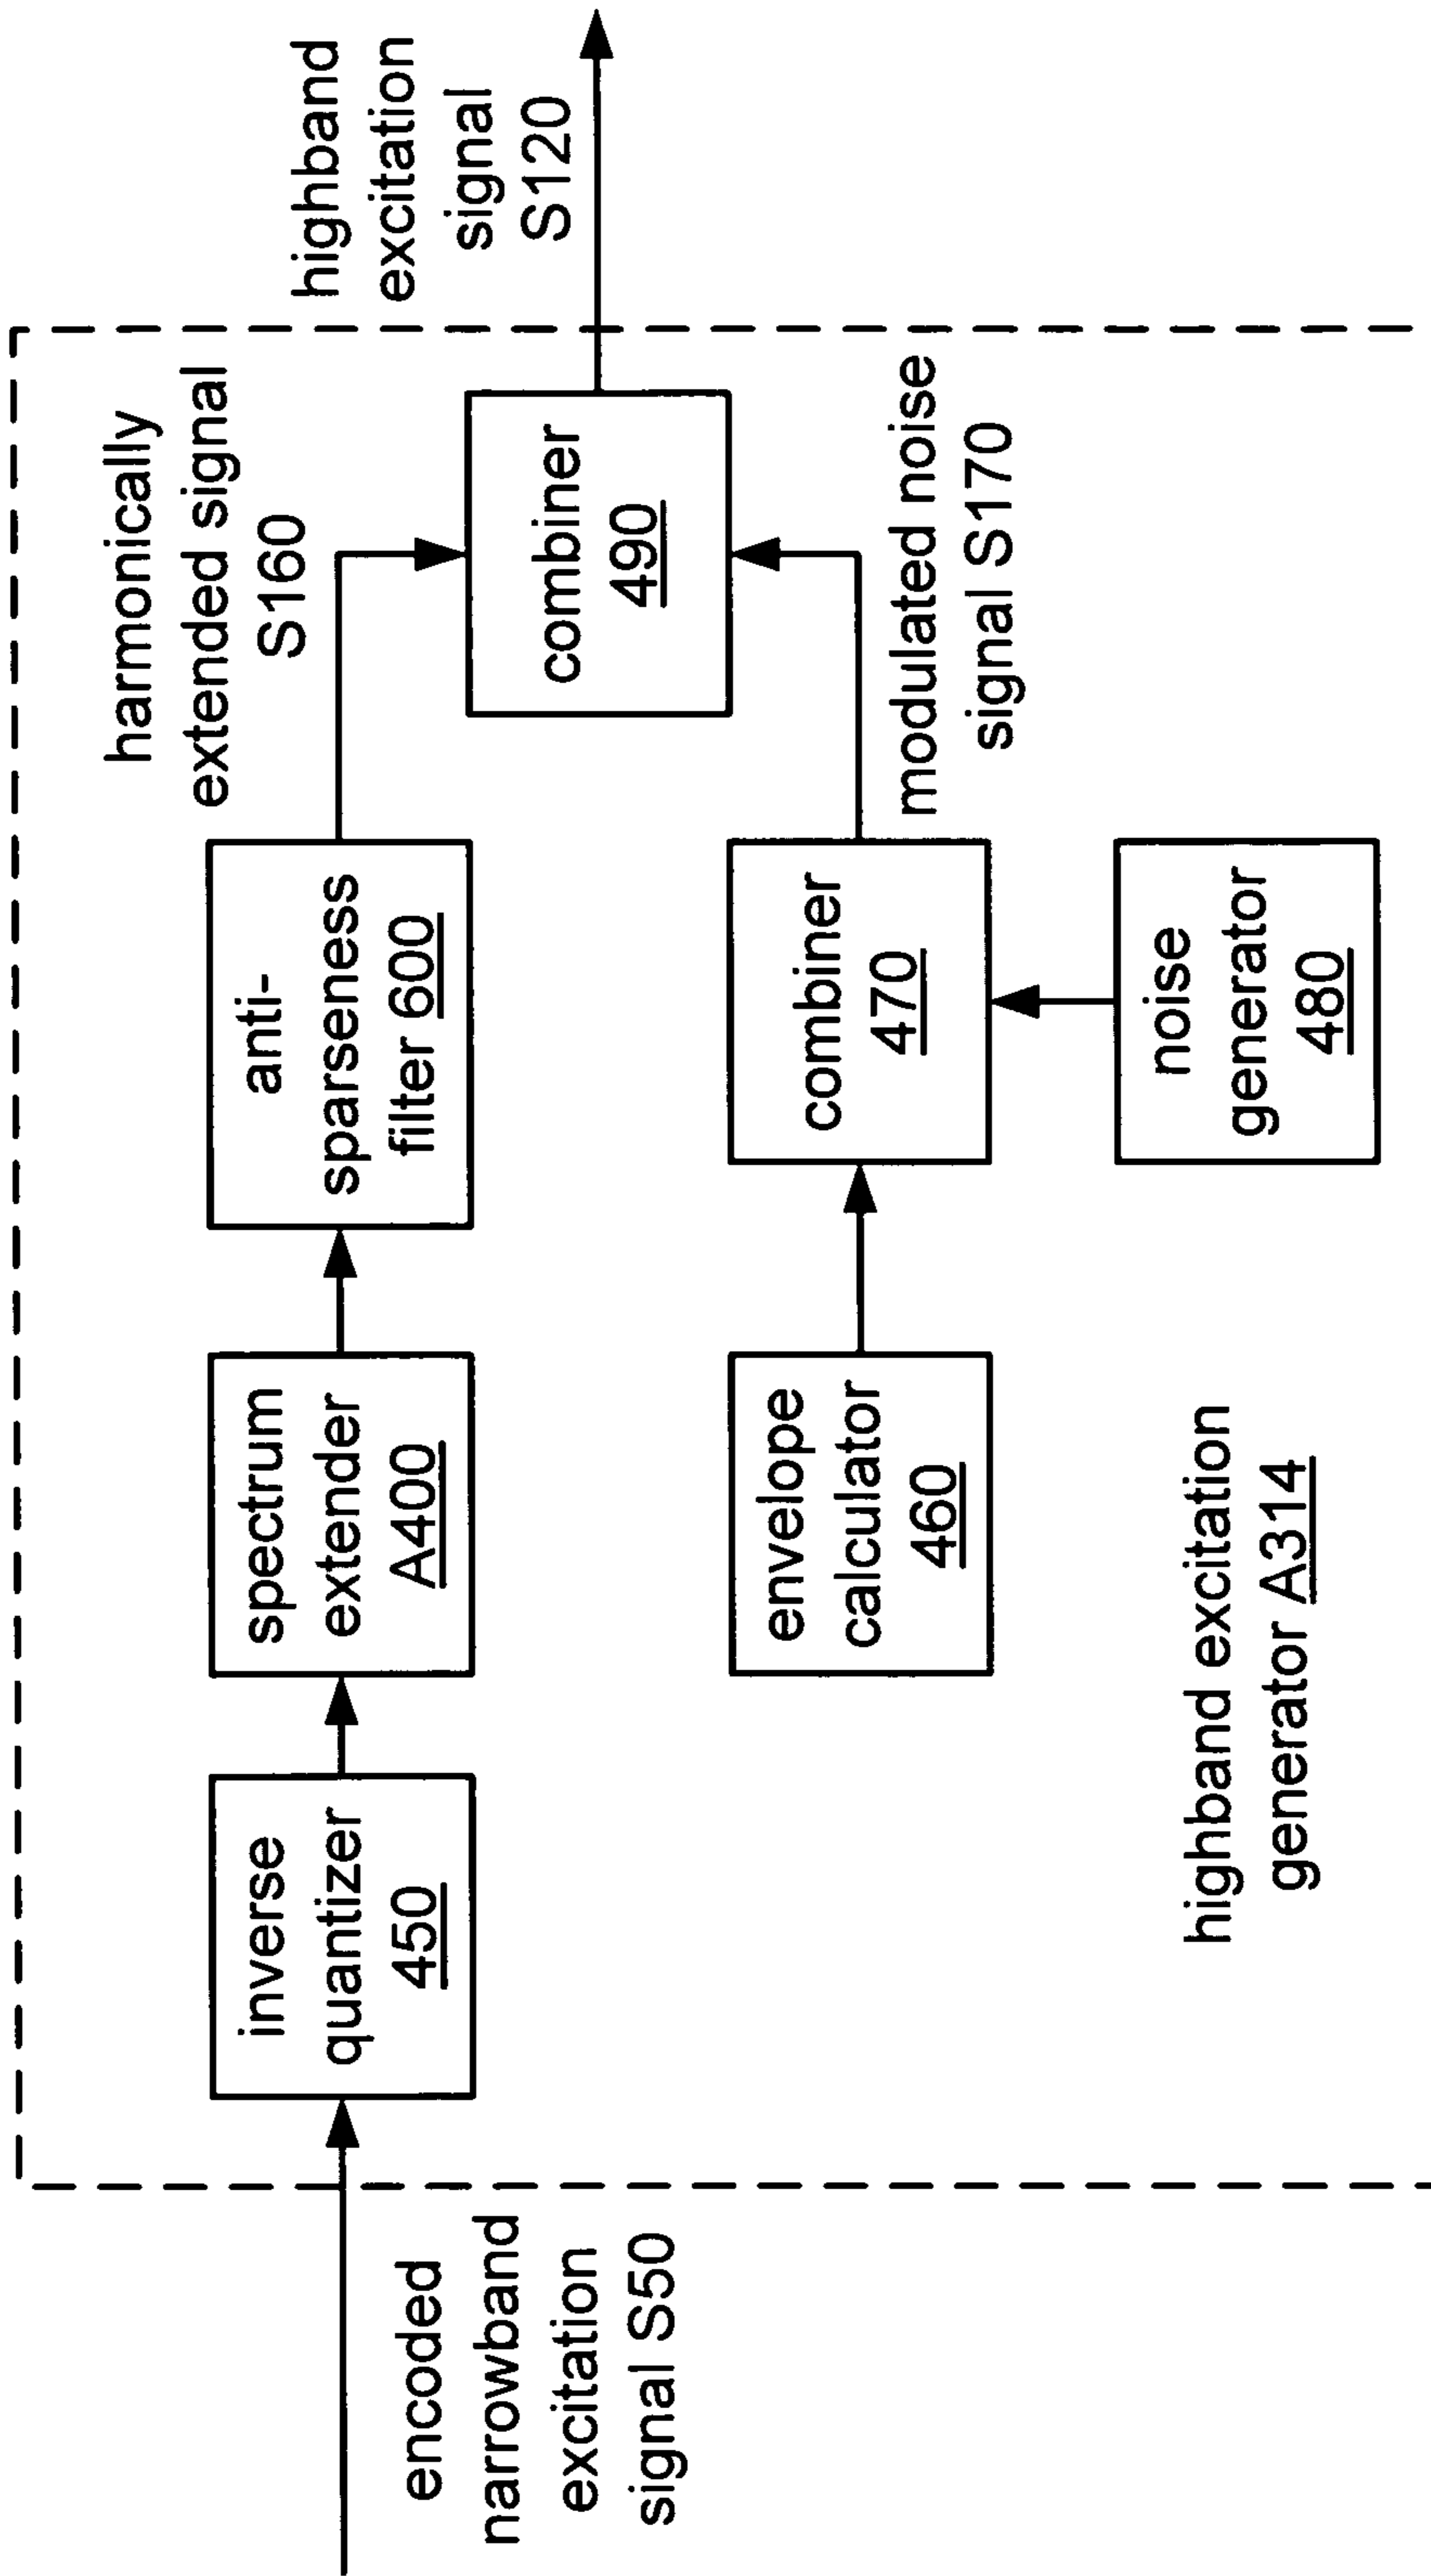 encoded
narrowband
excitation
signal S50
inverse
quantizer
450
spectrum
extender
A400
anti-
sparseness
filter 600
harmonically
extended signal
S160
combiner
490
highband
excitation
signal
S120
envelope
calculator
460
combiner
470
modulated noise
signal S170
noise
generator
480
highband excitation
generator A314